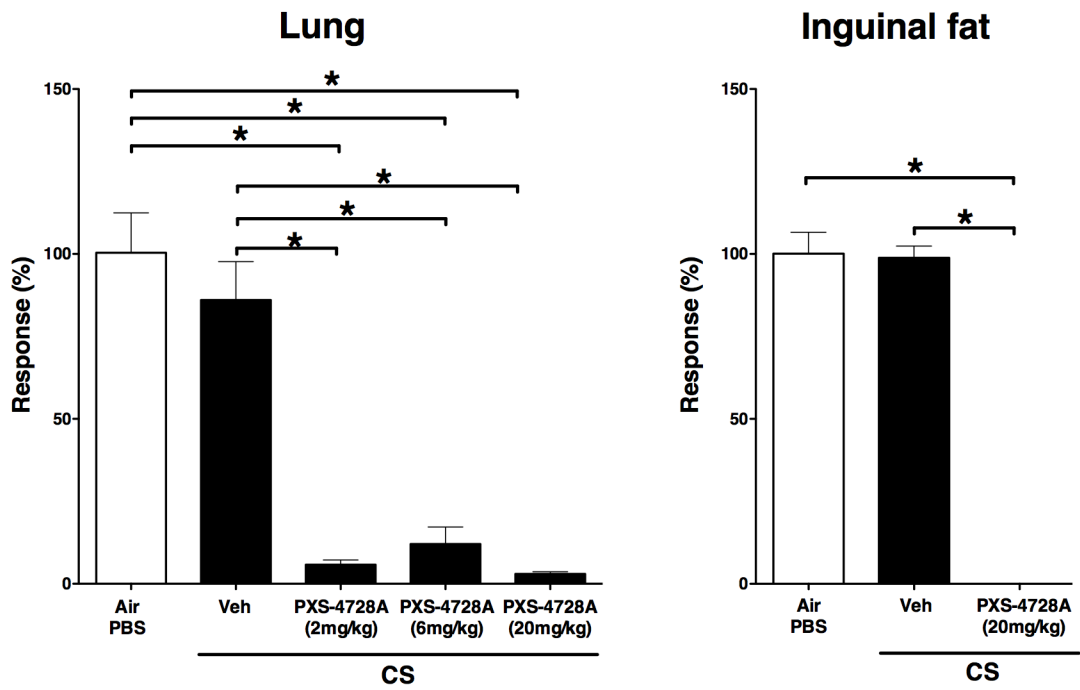 Lung
Response (%)
150
100
50
0
*
*
*
*
*
*
Air
PBS
Veh
PXS-4728A
(2mg/kg)
PXS-4728A
(6mg/kg)
PXS-4728A
(20mg/kg)
CS
Inguinal fat
Response (%)
150
100
50
0
*
*
Air
PBS
Veh
PXS-4728A
(20mg/kg)
CS